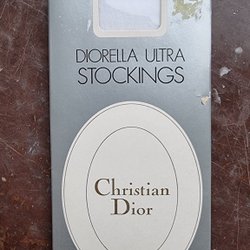 DIORELLA ULTRA
STOCKINGS
Christian
Dior